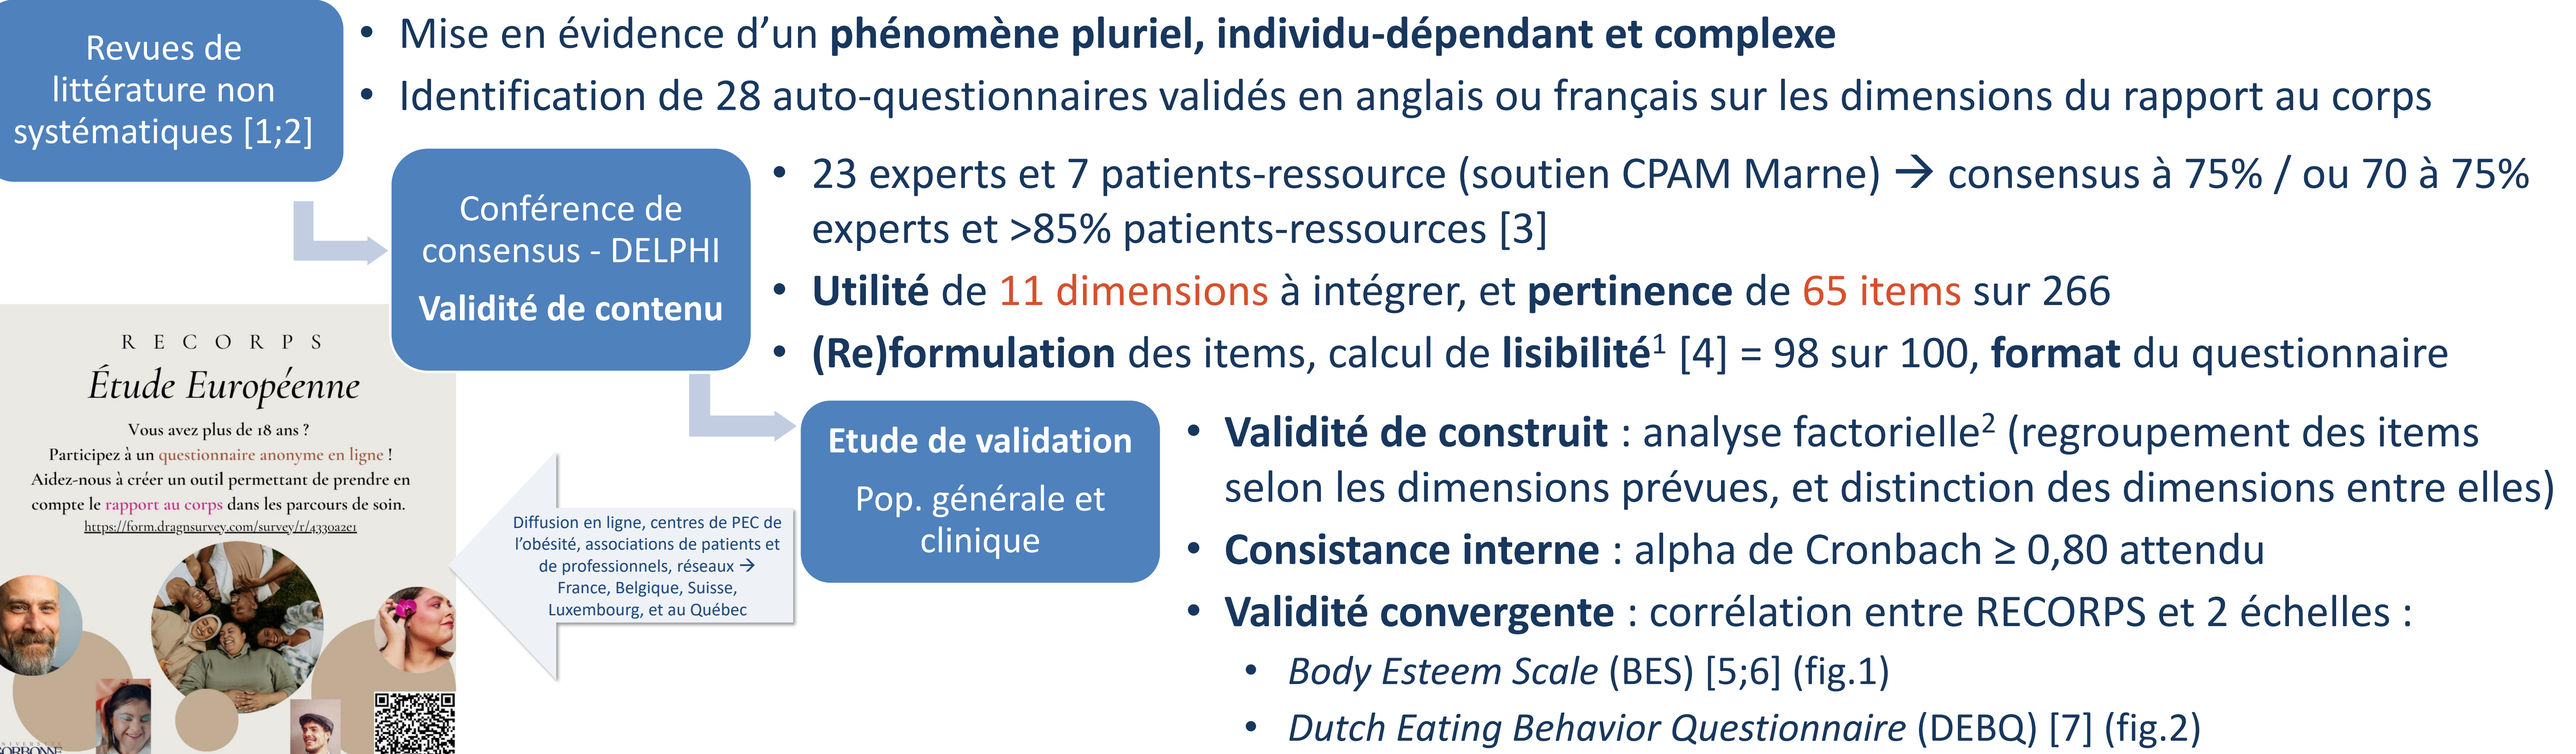 Revues de
littérature non
systématiques [1;2]
• Mise en évidence d’un phénomène pluriel, individu-dépendant et complexe
• Identification de 28 auto-questionnaires validés en anglais ou français sur les dimensions du rapport au corps
Conférence de
consensus - DELPHI
Validité de contenu
• 23 experts et 7 patients-ressource (soutien CPAM Marne) → consensus à 75% / ou 70 à 75%
experts et >85% patients-ressources [3]
• Utilité de 11 dimensions à intégrer, et pertinence de 65 items sur 266
• (Re)formulation des items, calcul de lisibilité¹ [4] = 98 sur 100, format du questionnaire
Etude de validation
Pop. générale et
clinique
• Validité de construit : analyse factorielle² (regroupement des items
selon les dimensions prévues, et distinction des dimensions entre elles)
• Consistance interne : alpha de Cronbach ≥ 0,80 attendu
• Validité convergente : corrélation entre RECORPS et 2 échelles :
• Body Esteem Scale (BES) [5;6] (fig.1)
• Dutch Eating Behavior Questionnaire (DEBQ) [7] (fig.2)
Diffusion en ligne, centres de PEC de
l’obésité, associations de patients et
de professionnels, réseaux →
France, Belgique, Suisse,
Luxembourg, et au Québec
RECORPS
Étude Européenne
Vous avez plus de 18 ans ?
Participez à un questionnaire anonyme en ligne !
Aidez-nous à créer un outil permettant de prendre en
compte le rapport au corps dans les parcours de soin.
https://form.dragnsurvey.com/survey/r/4330a2e1